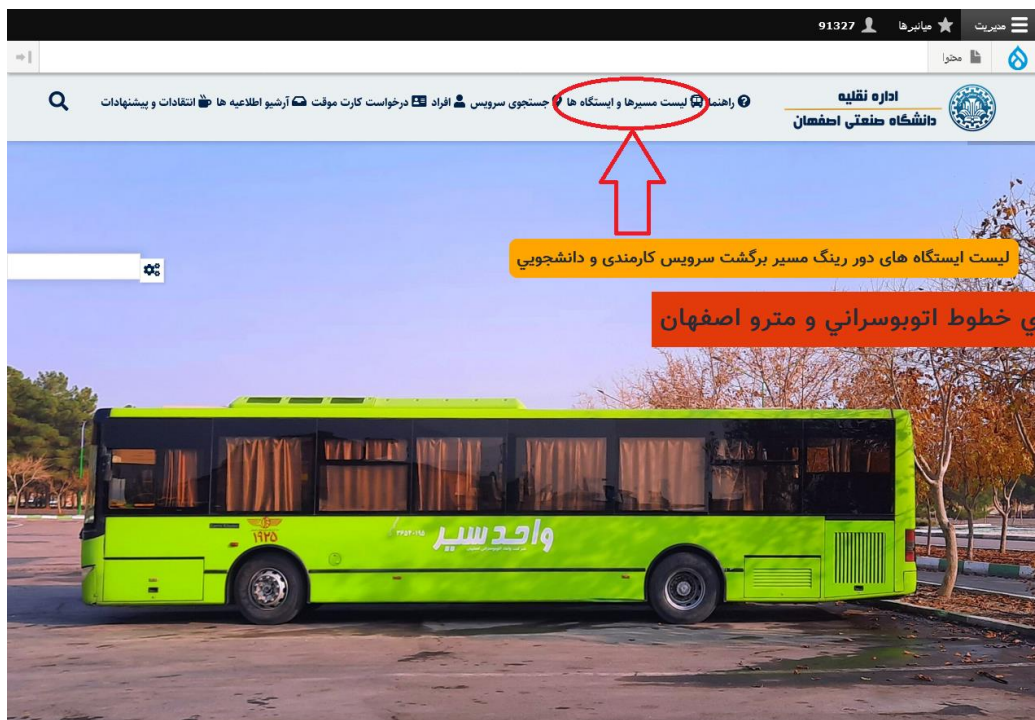 مدیریت میانبرها 91327
محتوا
اداره نقلیه
دانشگاه صنعتی اصفهان
راهنما لیست مسیرها و ایستگاه ها جستجوی سرویس افراد درخواست کارت موقت آرشیو اطلاعیه ها انتقادات و پیشنهادات
لیست ایستگاه های دور رینگ مسیر برگشت سرویس کارمندی و دانشجويي
ي خطوط اتوبوسراني و مترو اصفهان
واحد سیر
۱۹۲۵